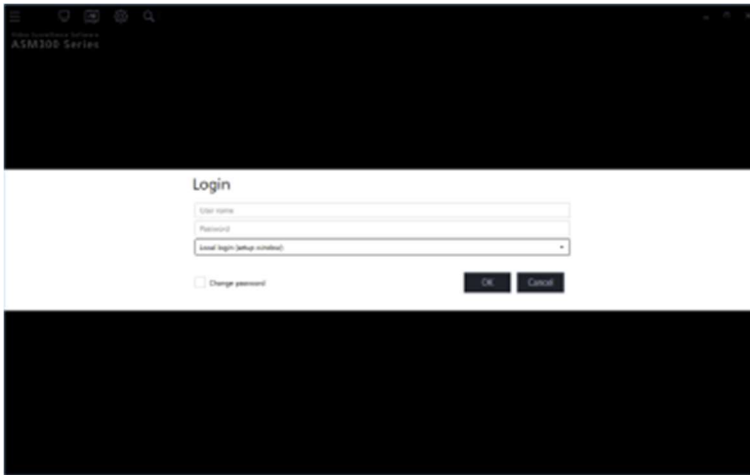 Video Surveillance Software
ASM300 Series
Login
User name
Password
Local login (setup window)
Change password
OK Cancel